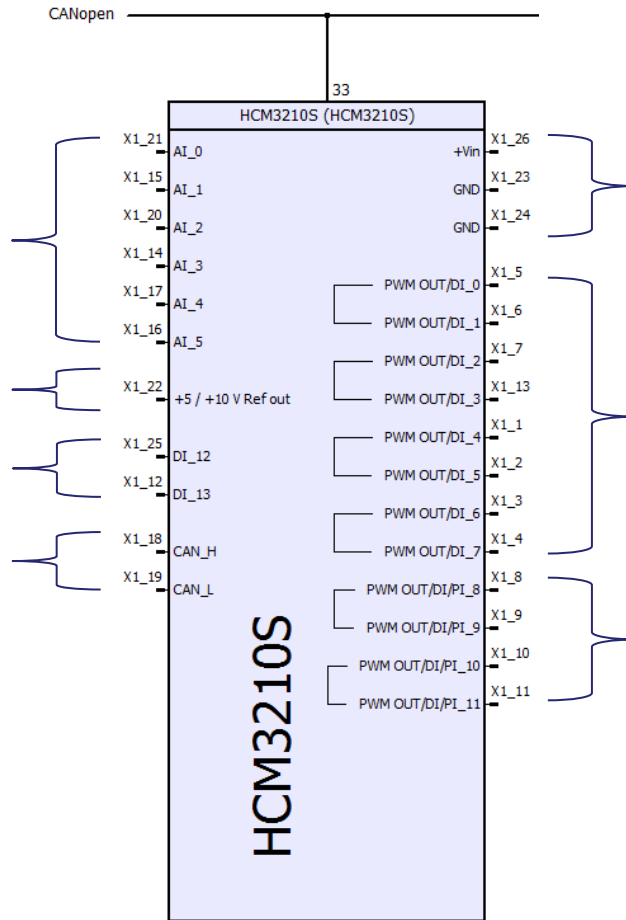 CANopen
33
HCM3210S (HCM3210S)
X1_21
AI_0
X1_15
AI_1
X1_20
AI_2
X1_14
AI_3
X1_17
AI_4
X1_16
AI_5
X1_22
+5 / +10 V Ref out
X1_25
DI_12
X1_12
DI_13
X1_18
CAN_H
X1_19
CAN_L
X1_26
+Vin
X1_23
GND
X1_24
GND
X1_5
PWM OUT/DI_0
X1_6
PWM OUT/DI_1
X1_7
PWM OUT/DI_2
X1_13
PWM OUT/DI_3
X1_1
PWM OUT/DI_4
X1_2
PWM OUT/DI_5
X1_3
PWM OUT/DI_6
X1_4
PWM OUT/DI_7
X1_8
PWM OUT/DI/PI_8
X1_9
PWM OUT/DI/PI_9
X1_10
PWM OUT/DI/PI_10
X1_11
PWM OUT/DI/PI_11
HCM3210S